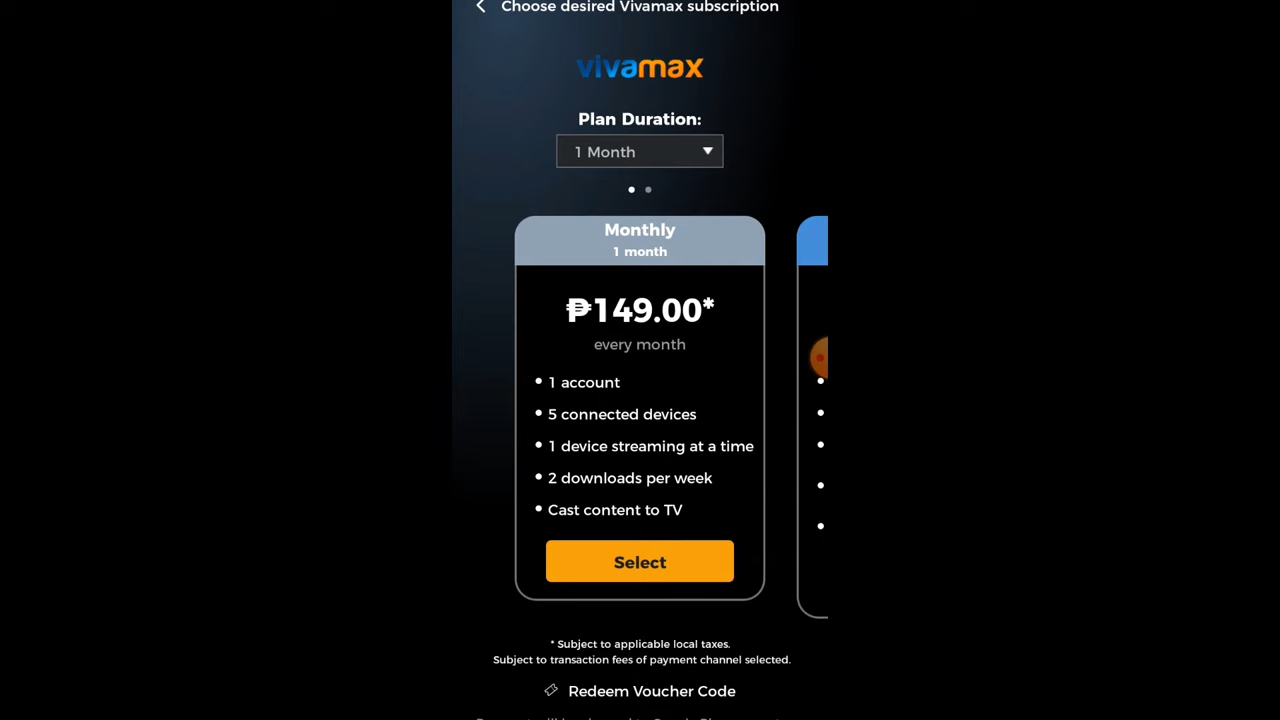 Choose desired Vivamax subscription
vivamax
Plan Duration:
1 Month
Monthly
1 month
₱149.00*
every month
• 1 account
• 5 connected devices
• 1 device streaming at a time
• 2 downloads per week
• Cast content to TV
Select
* Subject to applicable local taxes.
Subject to transaction fees of payment channel selected.
Redeem Voucher Code